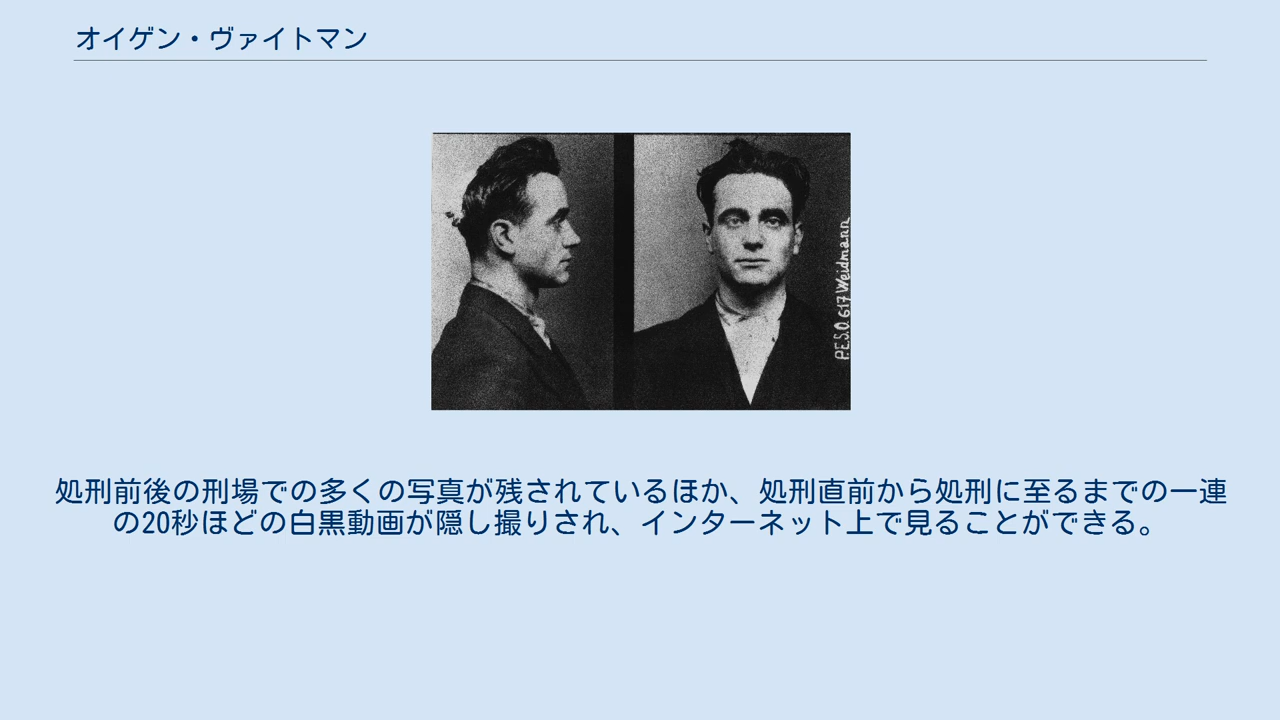 オイゲン・ヴァイトマン
P.E.S.O. 617 Weidmann
処刑前後の刑場での多くの写真が残されているほか、処刑直前から処刑に至るまでの一連
の20秒ほどの白黒動画が隠し撮りされ、インターネット上で見ることができる。